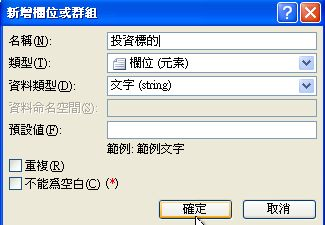 新增欄位或群組
名稱(N): 投資標的
類型(T): 欄位 (元素)
資料類型(D): 文字 (string)
資料命名空間(S):
預設值(F):
範例: 範例文字
重複(R)
不能為空白(C) (*)
確定 取消